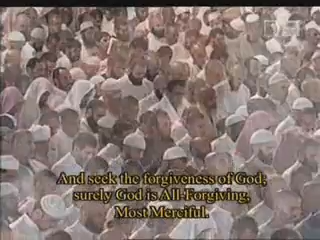 And seek the forgiveness of God;
surely God is All-Forgiving,
Most Merciful.